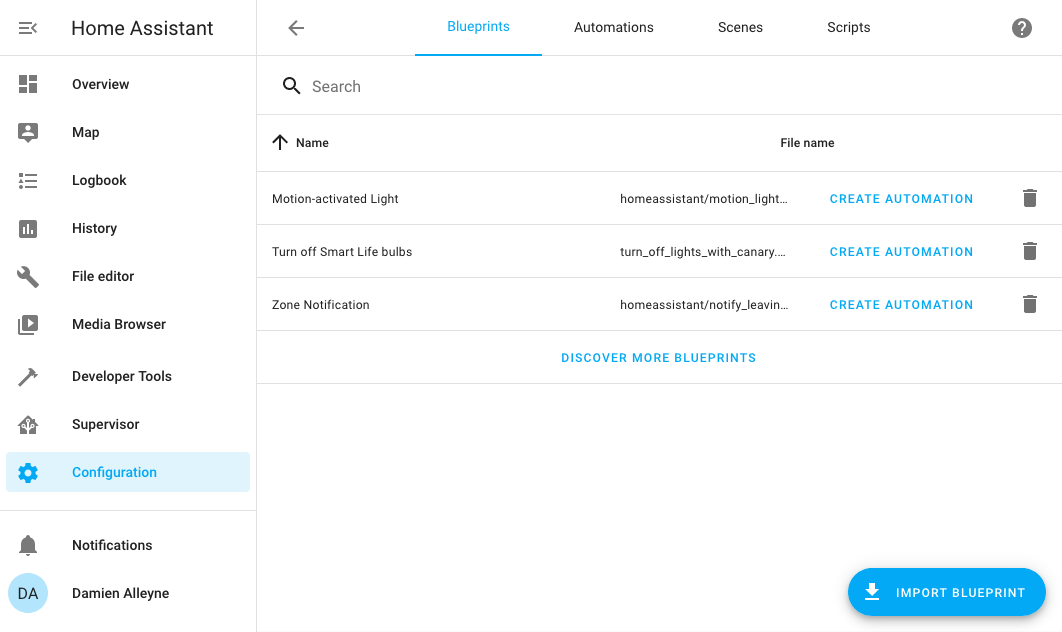 Home Assistant
Blueprints Automations Scenes Scripts
Overview
Map
Logbook
History
File editor
Media Browser
Developer Tools
Supervisor
Configuration
Notifications
DA Damien Alleyne
Search
Name File name
Motion-activated Light homeassistant/motion_light... CREATE AUTOMATION
Turn off Smart Life bulbs turn_off_lights_with_canary.... CREATE AUTOMATION
Zone Notification homeassistant/notify_leavin... CREATE AUTOMATION
DISCOVER MORE BLUEPRINTS
IMPORT BLUEPRINT